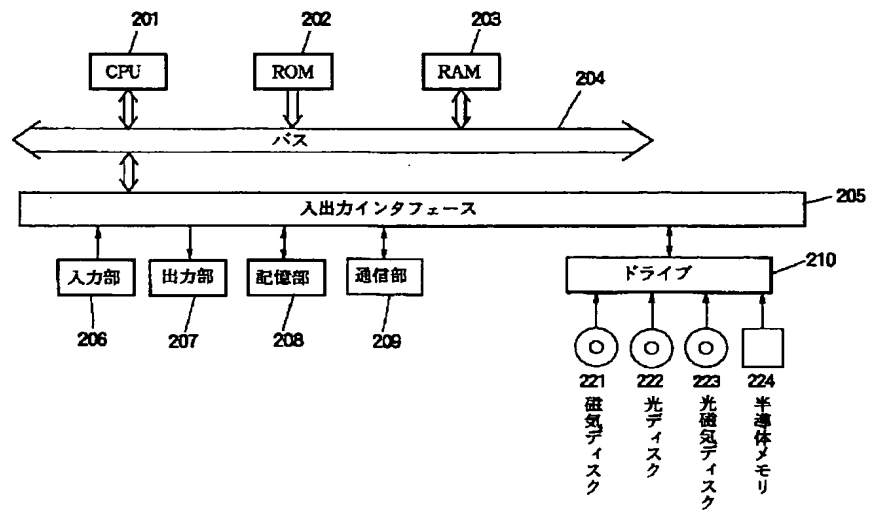 201
202
203
CPU
ROM
RAM
204
バス
入出力インタフェース
205
入力部
出力部
記憶部
通信部
ドライブ
210
206
207
208
209
221
222
223
224
磁気ディスク
光ディスク
光磁気ディスク
半導体メモリ